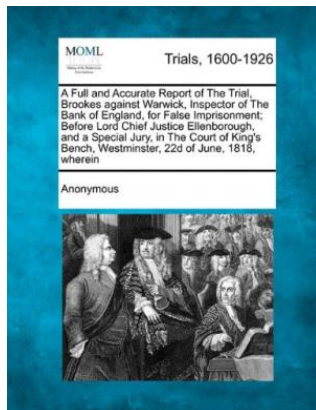 MOML
Trials, 1600-1926
A Full and Accurate Report of The Trial,
Brookes against Warwick, Inspector of The
Bank of England, for False Imprisonment;
Before Lord Chief Justice Ellenborough,
and a Special Jury, in The Court of King's
Bench, Westminster, 22d of June, 1818,
wherein
Anonymous